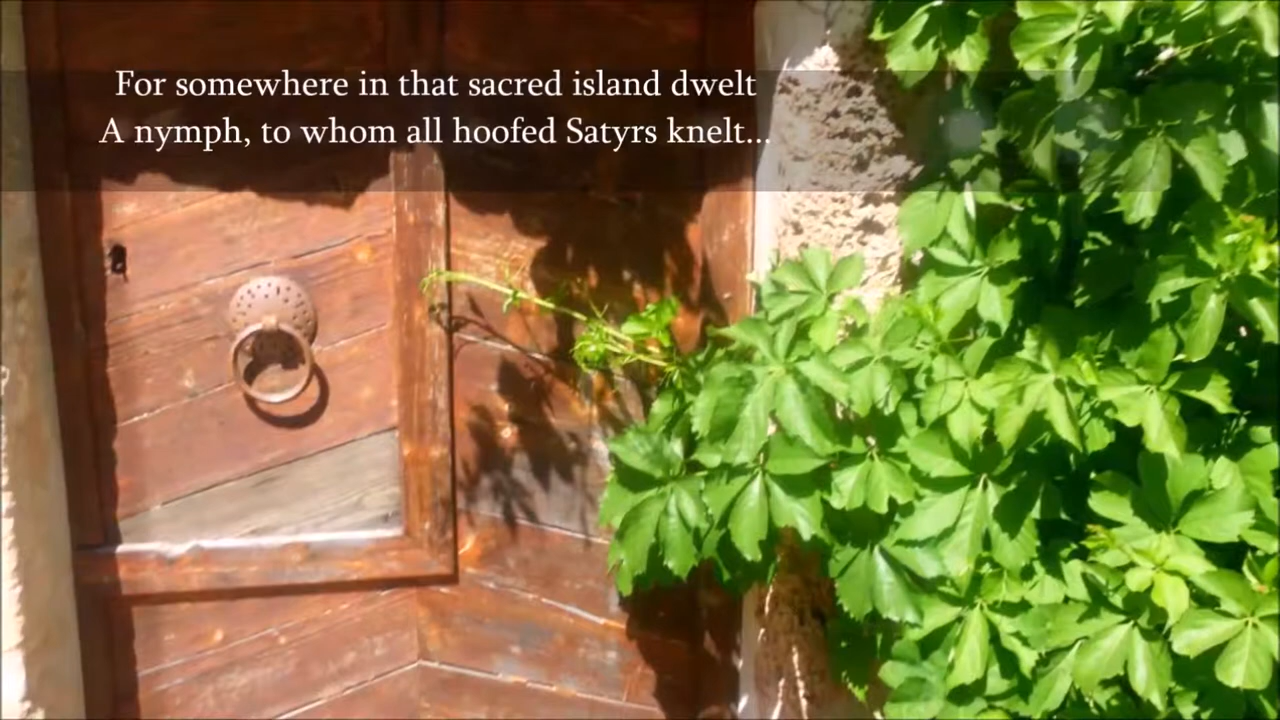 For somewhere in that sacred island dwelt
A nymph, to whom all hoofed Satyrs knelt...